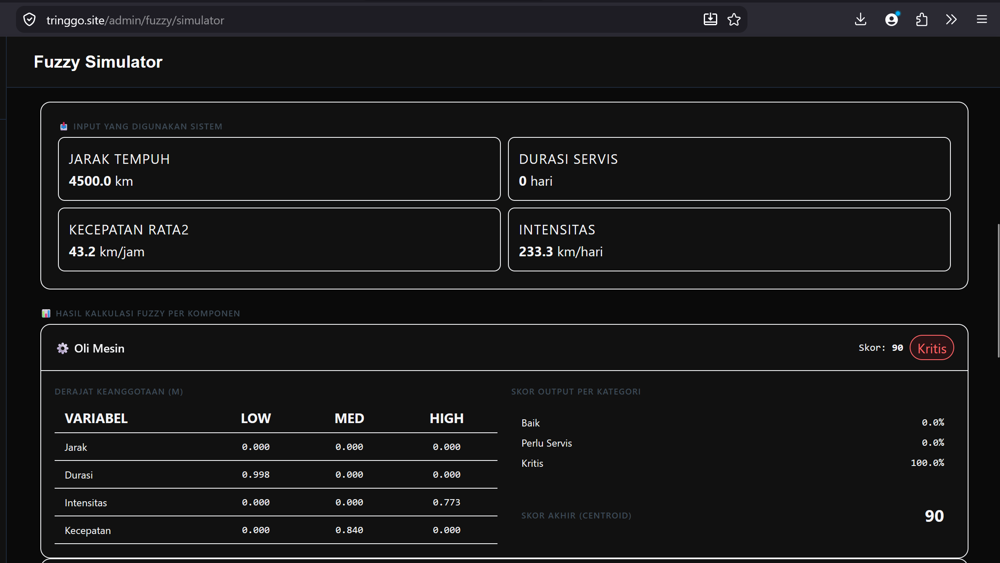 tringgo.site/admin/fuzzy/simulator
Fuzzy Simulator
INPUT YANG DIGUNAKAN SISTEM
JARAK TEMPUH
4500.0 km
DURASI SERVIS
0 hari
KECEPATAN RATA2
43.2 km/jam
INTENSITAS
233.3 km/hari
HASIL KALKULASI FUZZY PER KOMPONEN
Oli Mesin
Skor: 90 Kritis
DERAJAT KEANGGOTAAN (Μ)
VARIABEL LOW MED HIGH
Jarak 0.000 0.000 0.000
Durasi 0.998 0.000 0.000
Intensitas 0.000 0.000 0.773
Kecepatan 0.000 0.840 0.000
SKOR OUTPUT PER KATEGORI
Baik 0.0%
Perlu Servis 0.0%
Kritis 100.0%
SKOR AKHIR (CENTROID) 90